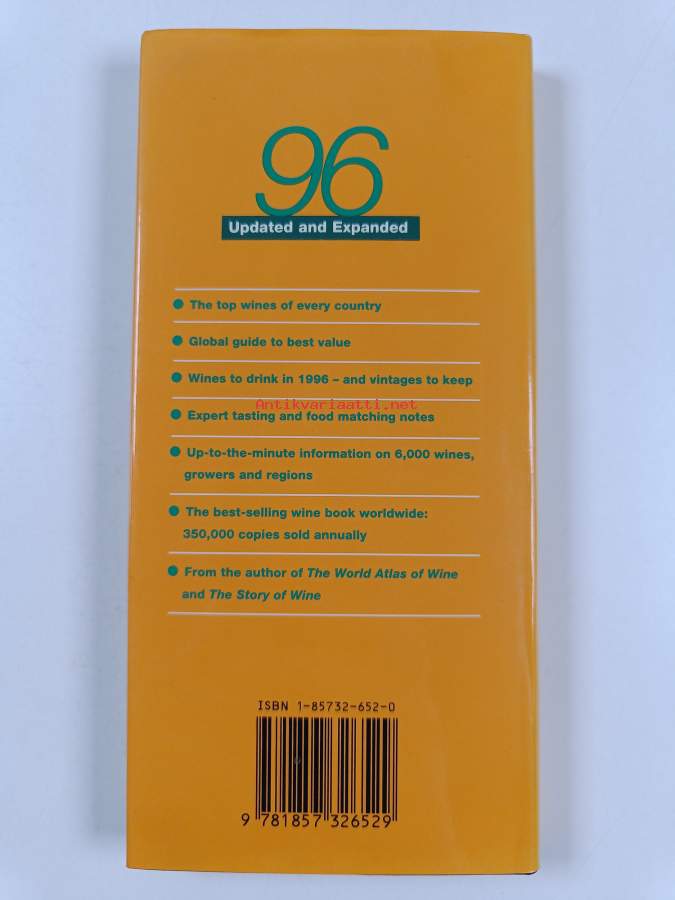 96
Updated and Expanded
● The top wines of every country
● Global guide to best value
● Wines to drink in 1996 – and vintages to keep
Antikvariaatti.net
● Expert tasting and food matching notes
● Up-to-the-minute information on 6,000 wines,
growers and regions
● The best-selling wine book worldwide:
350,000 copies sold annually
● From the author of The World Atlas of Wine
and The Story of Wine
ISBN 1-85732-652-0
9 781857 326529